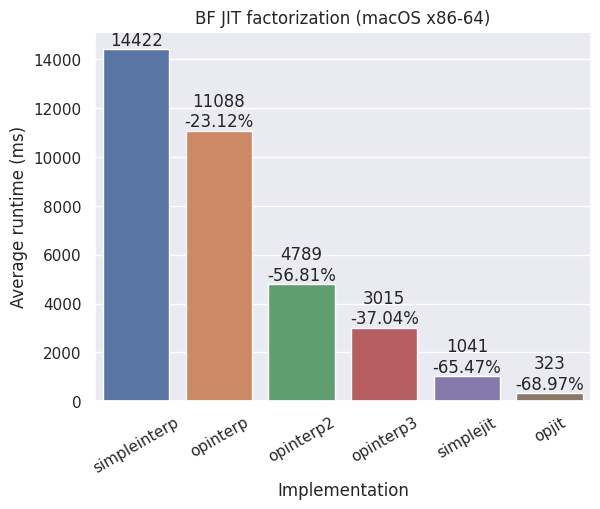 BF JIT factorization (macOS x86-64)
Average runtime (ms)
14000
12000
10000
8000
6000
4000
2000
0
14422
11088
-23.12%
4789
-56.81%
3015
-37.04%
1041
-65.47%
323
-68.97%
simpleinterp
opinterp
opinterp2
opinterp3
simplejit
opjit
Implementation